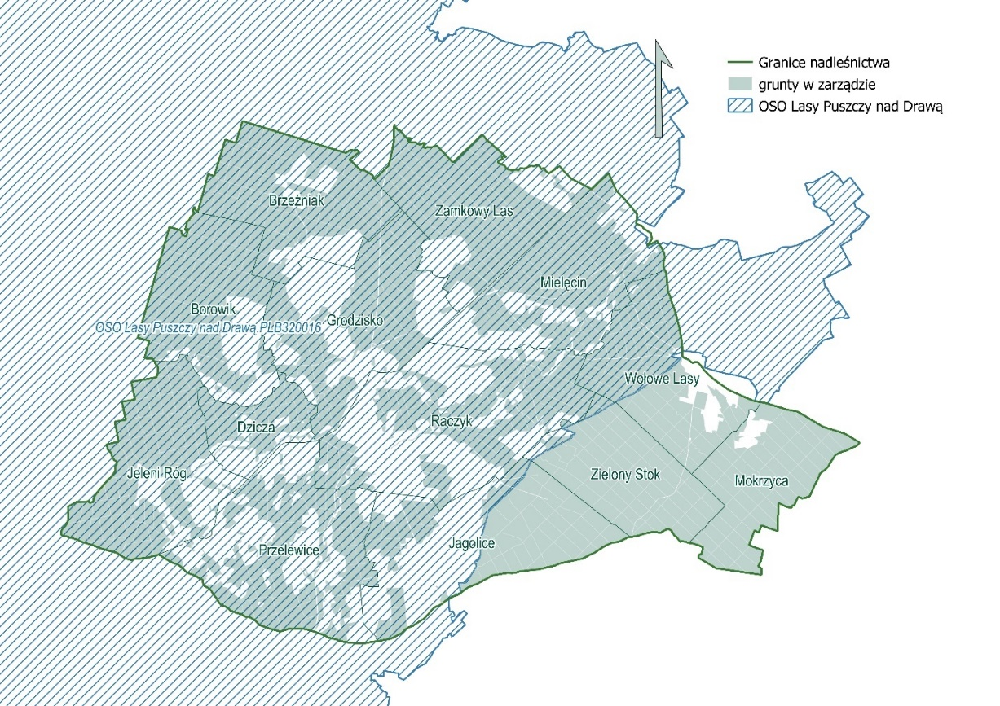 Granice nadleśnictwa
grunty w zarządzie
OSO Lasy Puszczy nad Drawą
Brzeźniak
Zamkowy Las
Mielęcin
Borowik
Grodzisko
OSO Lasy Puszczy nad Drawą PLB320016
Wołowe Lasy
Dzicza
Raczyk
Jeleni Róg
Zielony Stok
Mokrzyca
Jagolice
Przelewice